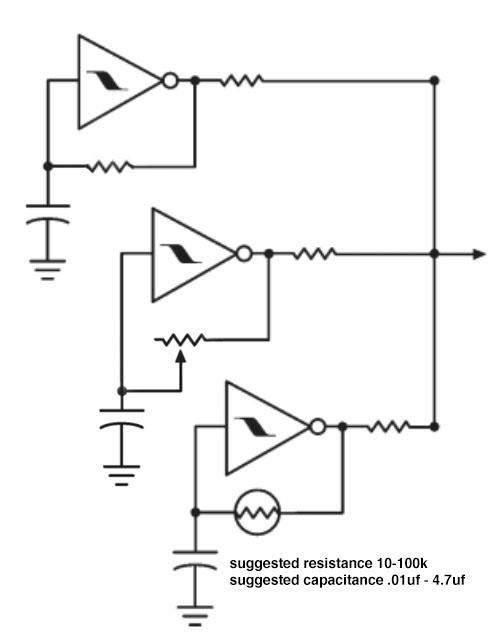 suggested resistance 10-100k
suggested capacitance .01uf - 4.7uf